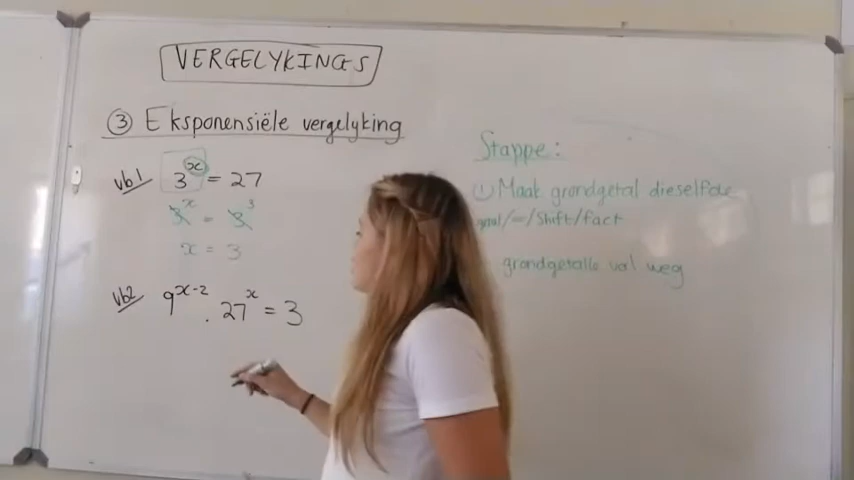 VERGELYKINGS
③ Eksponensiële vergelyking
vb1 3^x = 27
3^x = 3^3
x = 3
vb2 9^(x-2) . 27^x = 3
Stappe:
① Maak grondgetal dieselfde
/=/Shift/fact
grondgetalle val weg